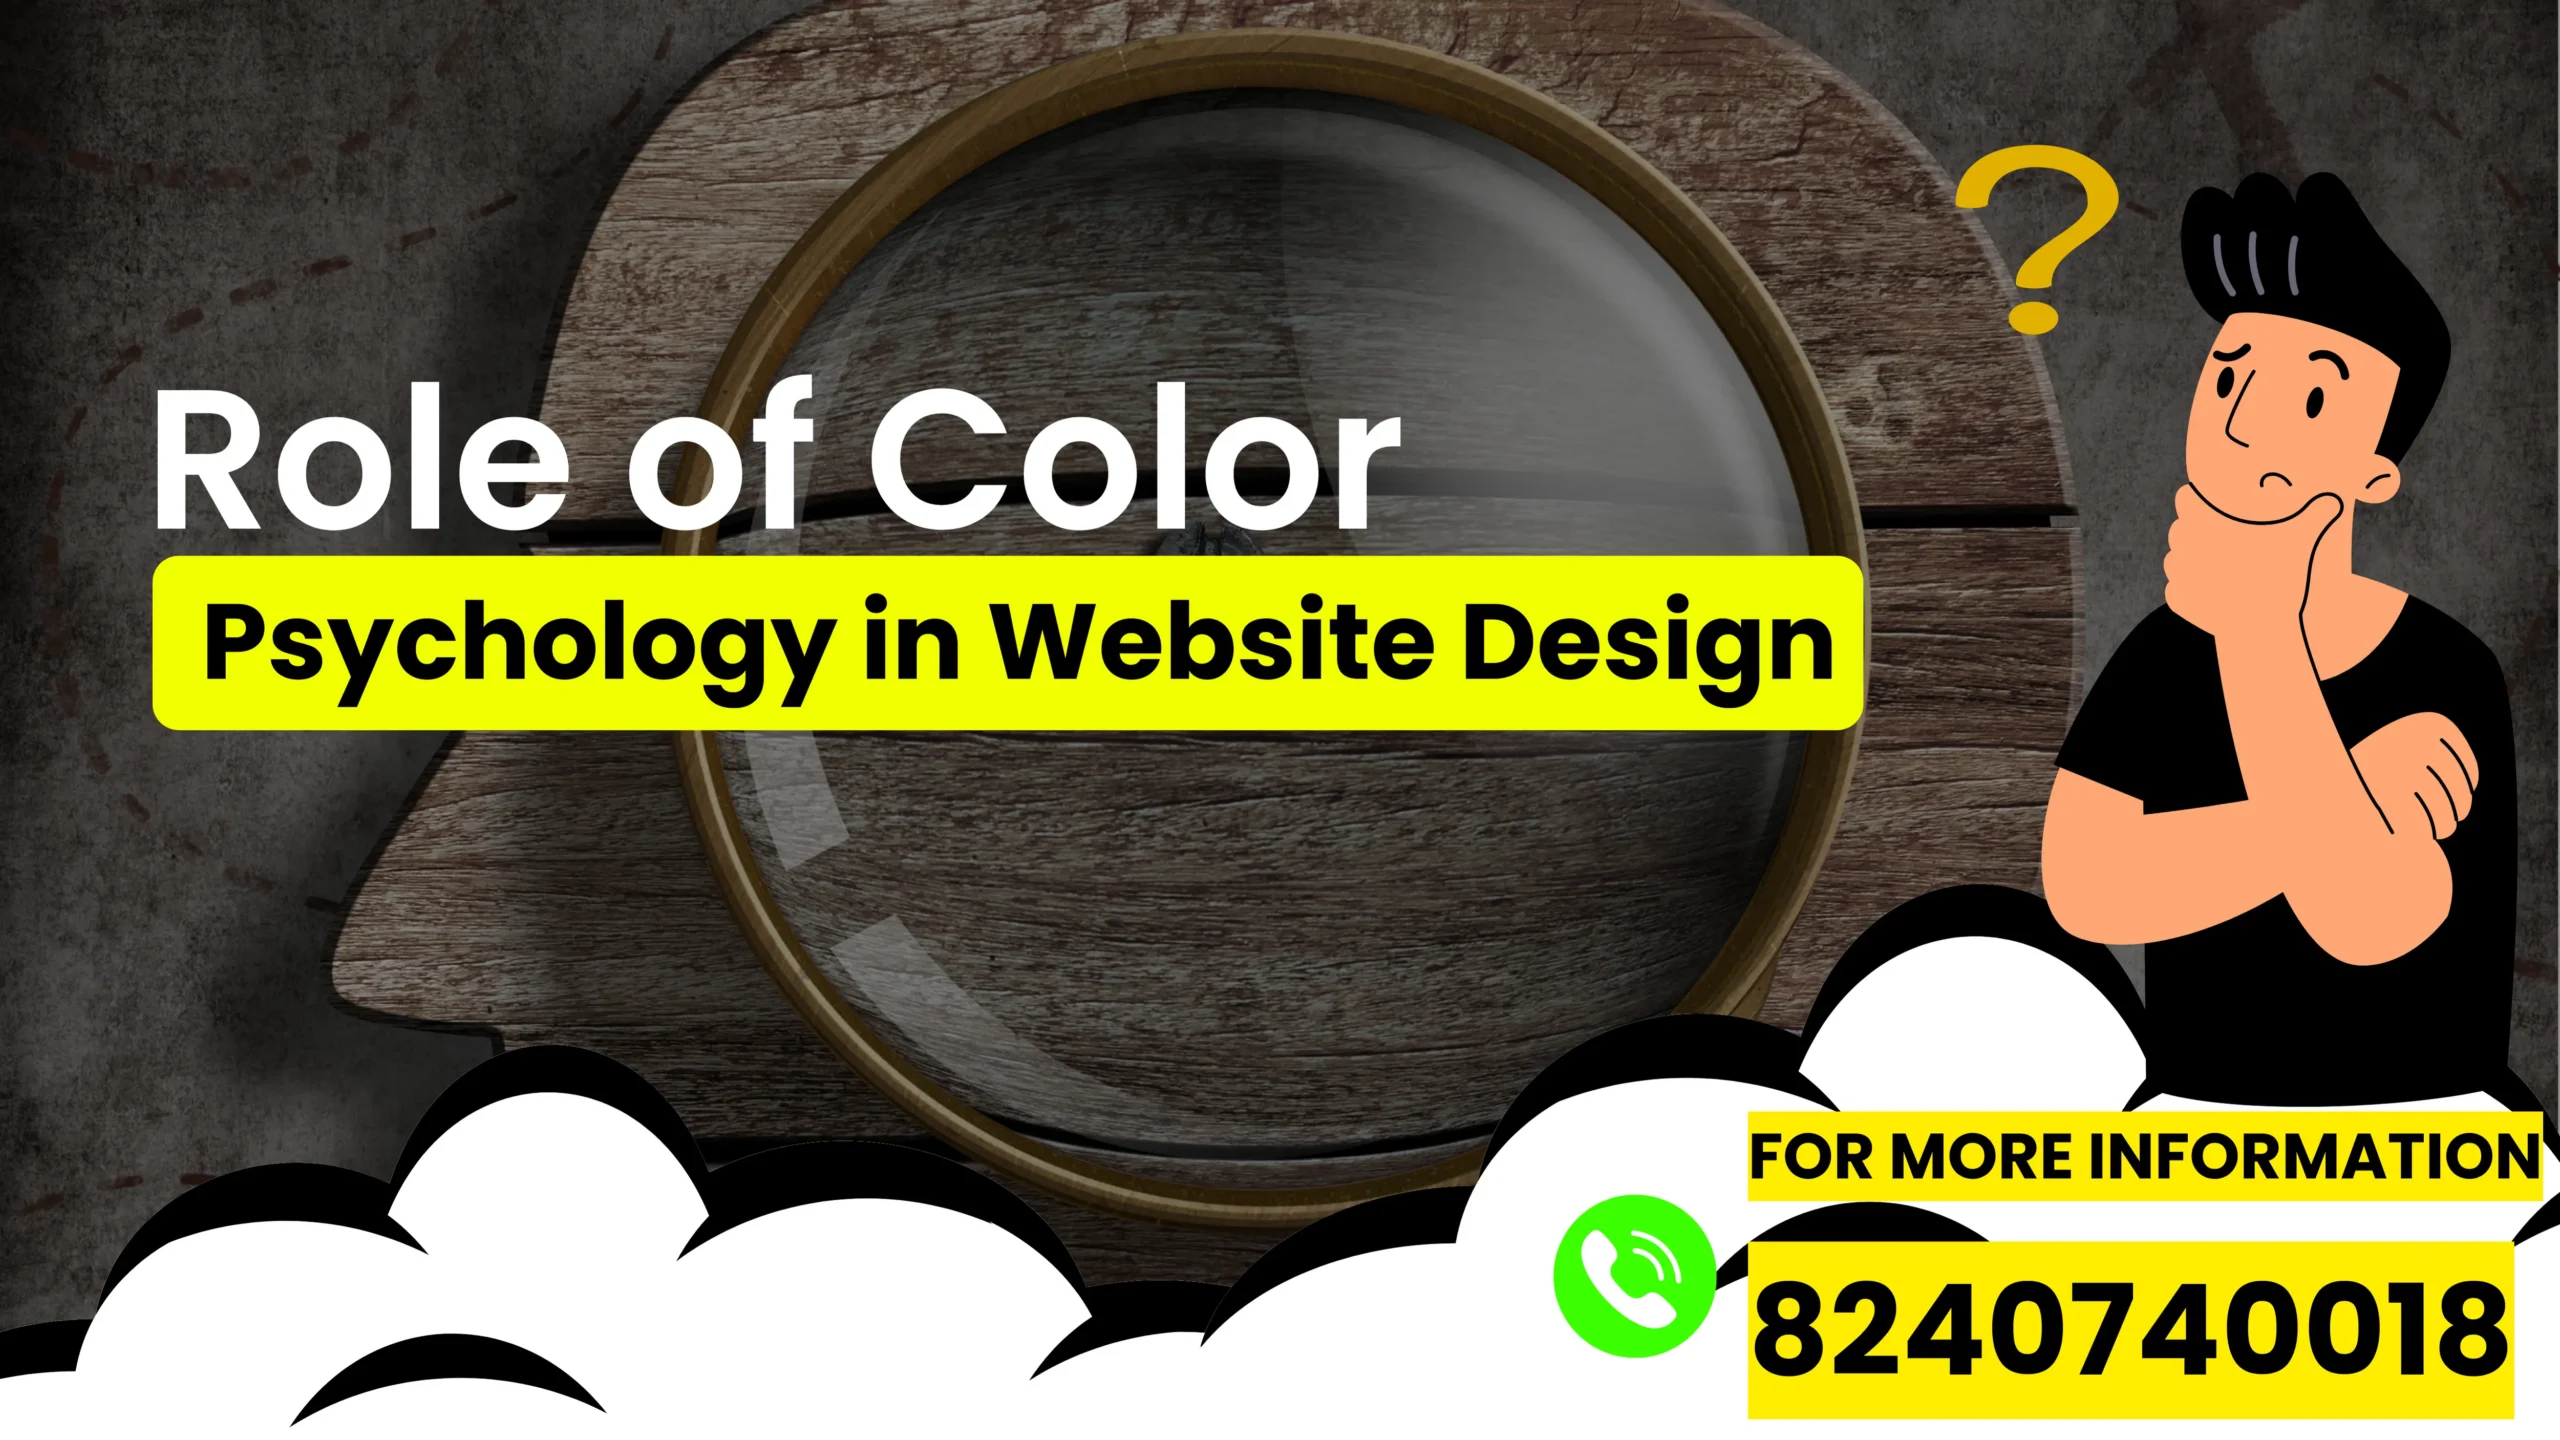 Role of Color
Psychology in Website Design
?
FOR MORE INFORMATION
8240740018